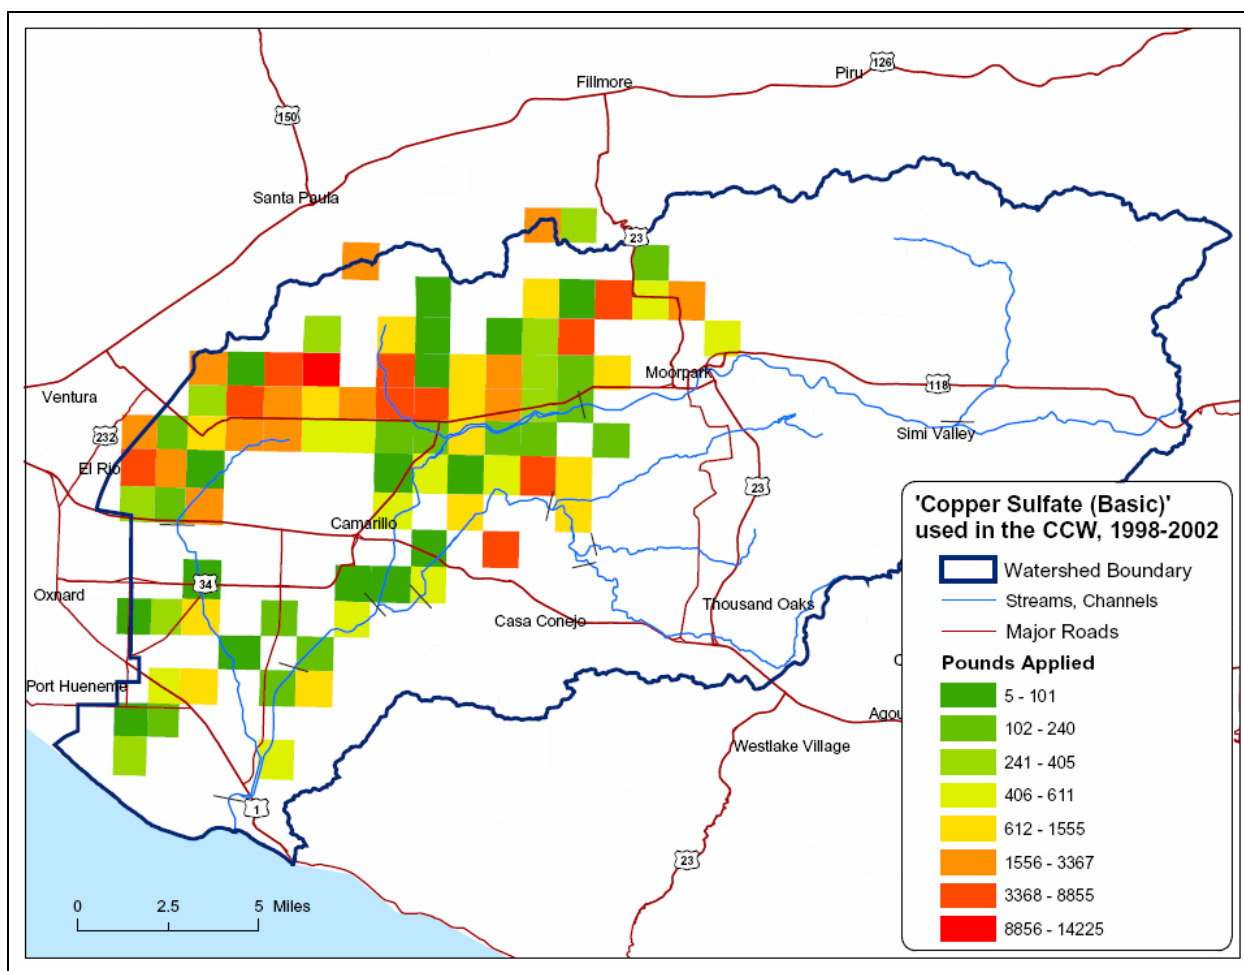 126
Piru
Fillmore
150
Santa Paula
23
Moorpark
118
Ventura
232
Simi Valley
El Rio
23
Camarillo
34
Oxnard
Thousand Oaks
Casa Conejo
Port Hueneme
Agou
Westlake Village
1
23
0 2.5 5 Miles
'Copper Sulfate (Basic)'
used in the CCW, 1998-2002
Watershed Boundary
Streams, Channels
Major Roads
Pounds Applied
5 - 101
102 - 240
241 - 405
406 - 611
612 - 1555
1556 - 3367
3368 - 8855
8856 - 14225